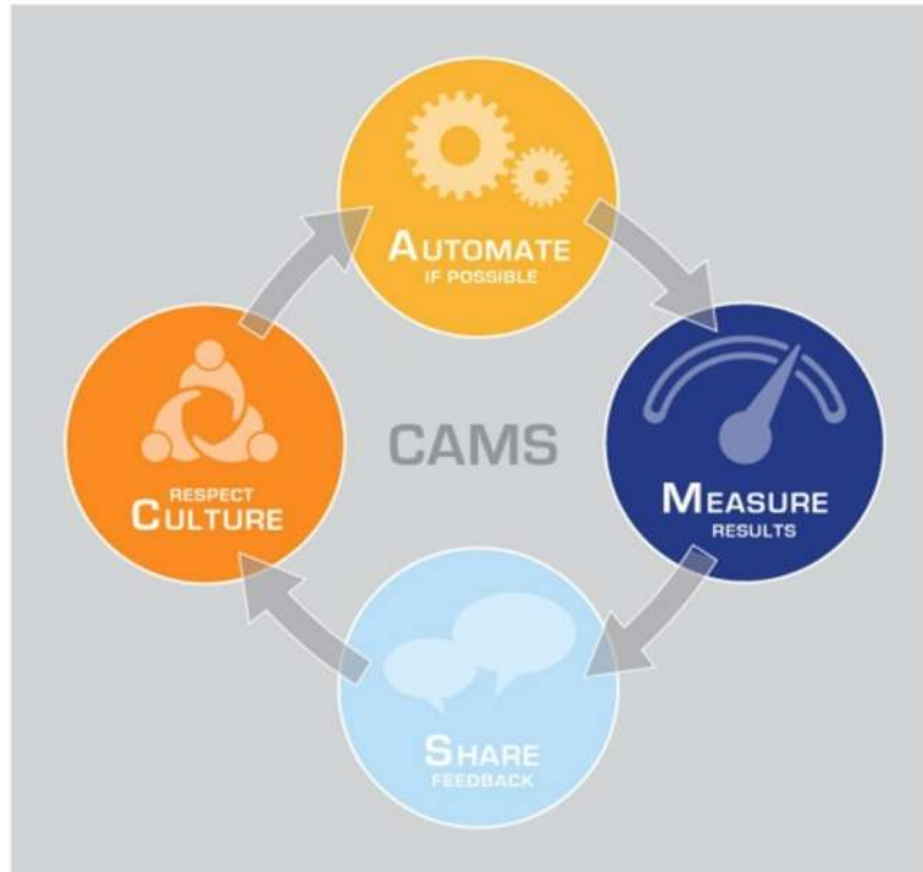 AUTOMATE
IF POSSIBLE
CAMS
RESPECT
CULTURE
MEASURE
RESULTS
SHARE
FEEDBACK